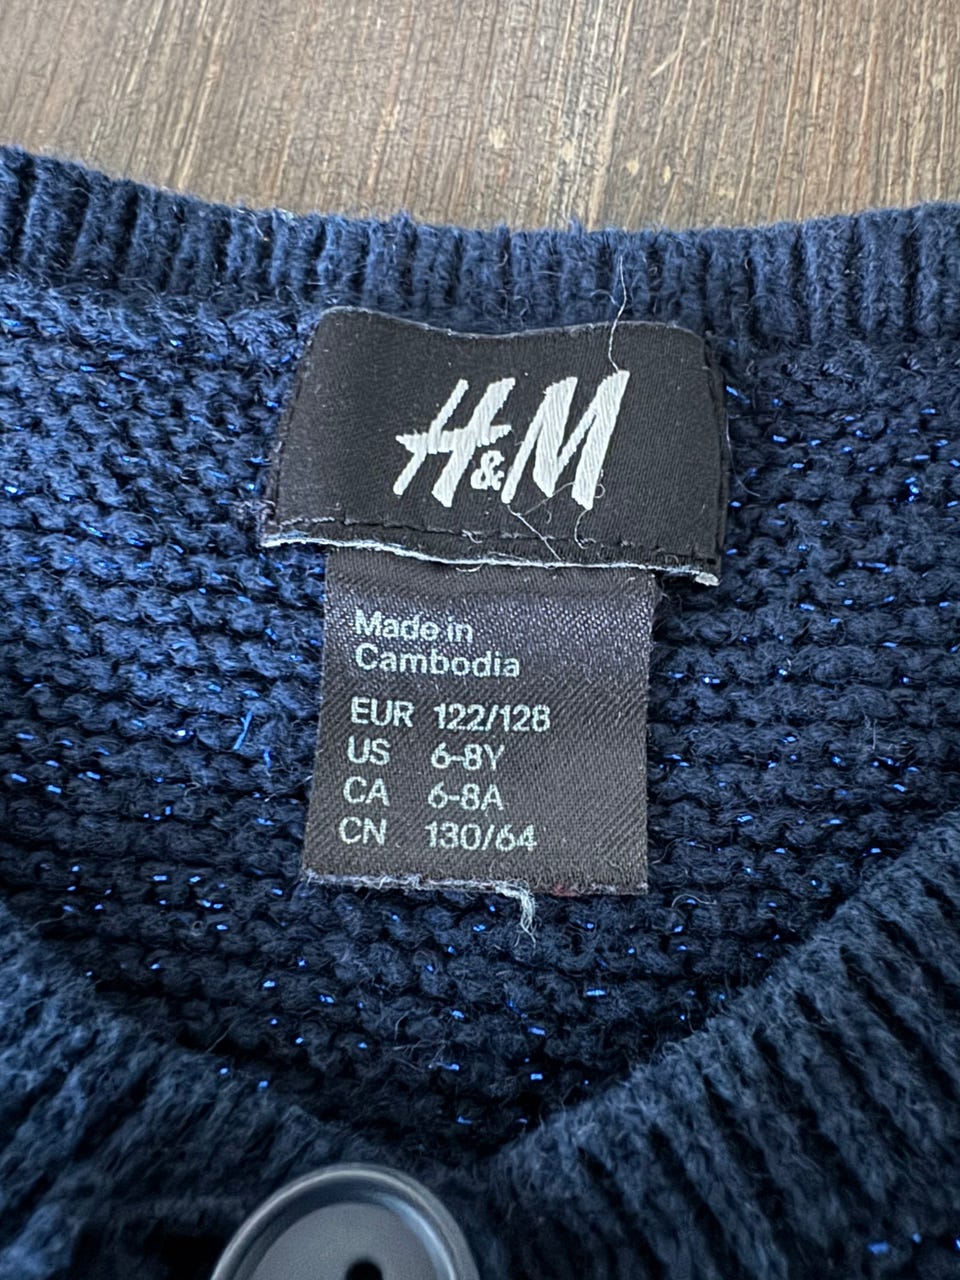 H&M
Made in
Cambodia
EUR 122/128
US 6-8Y
CA 6-8A
CN 130/64